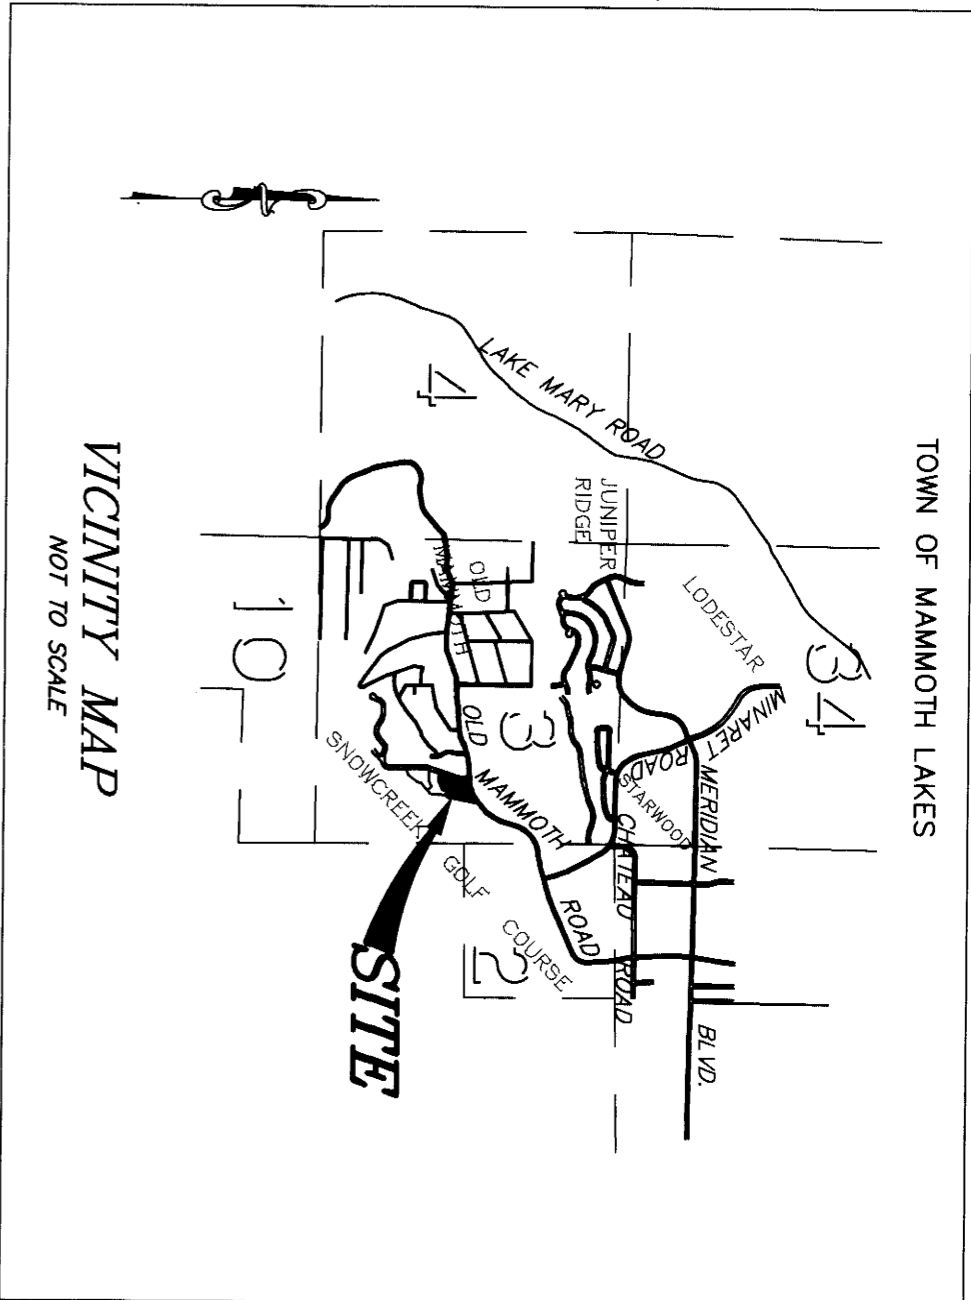 TOWN OF MAMMOTH LAKES
34
LODESTAR
MINARET ROAD
MERIDIAN BLVD.
LAKE MARY ROAD
JUNIPER
RIDGE
STARWOOD
CHATEAU ROAD
4
OLD
MAMMOTH
3
OLD MAMMOTH ROAD
10
SNOWCREEK GOLF COURSE
2
SITE
VICINITY MAP
NOT TO SCALE